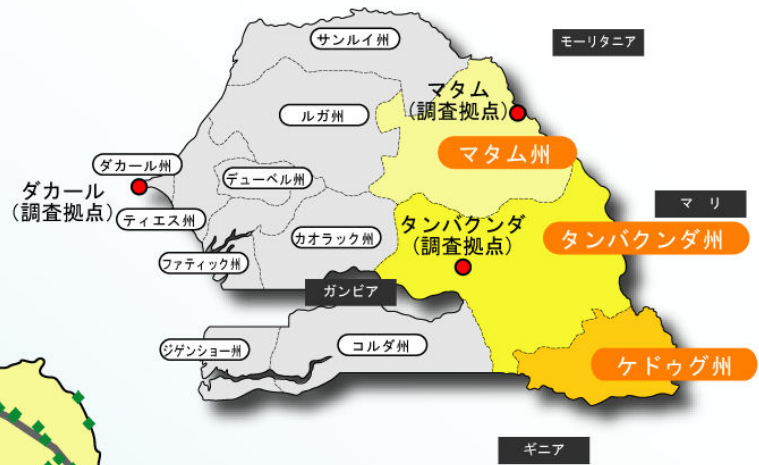 サンルイ州
モーリタニア
マタム
(調査拠点)
ルガ州
マタム州
ダカール州
デューベル州
ダカール
(調査拠点)
ティエス州
マリ
タンバクンダ
(調査拠点)
カオラック州
タンバクンダ州
ファティック州
ガンビア
ジゲンショー州
コルダ州
ケドゥグ州
ギニア